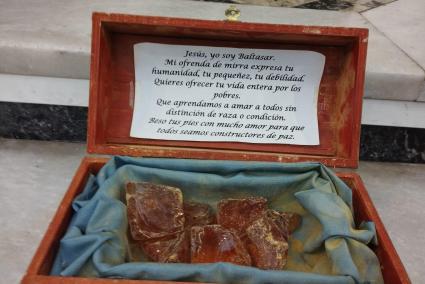 Jesús, yo soy Baltasar.
Mi ofrenda de mirra expresa tu
humanidad, tu pequeñez, tu debilidad.
Quieres ofrecer tu vida entera por los
pobres.
Que aprendamos a amar a todos sin
distinción de raza o condición.
Beso tus pies con mucho amor para que
todos seamos constructores de paz.